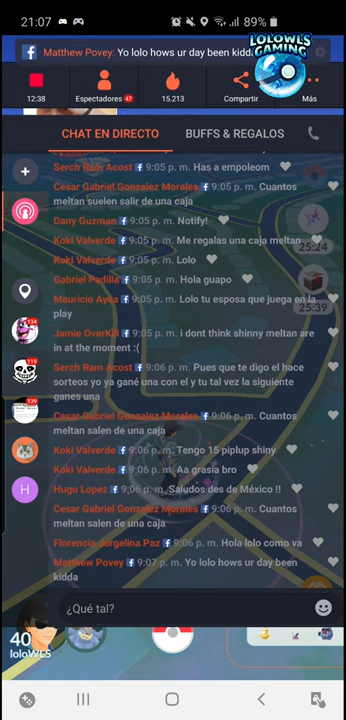 21:07
89%
Matthew Povey: Yo lolo hows ur day been kidda
LOLOWLS
GAMING
12:38
Espectadores 47
15.213
Compartir
Más
CHAT EN DIRECTO
BUFFS & REGALOS
Serch Ram Acost 9:05 p. m. Has a empoleom
Cesar Gabriel Gonzalez Morales 9:05 p. m. Cuantos
meltan suelen salir de una caja
Dany Guzman 9:05 p. m. Notify!
Koki Valverde 9:05 p. m. Me regalas una caja meltan
25:24
Koki Valverde 9:05 p. m. Lolo
Gabriel Padilla 9:05 p. m. Hola guapo
Mauricio Ayca 9:05 p. m. Lolo tu esposa que juega en la
play
25:39
134
Jamie OverKill 9:05 p. m. i dont think shinny meltan are
in at the moment :(
119
Serch Ram Acost 9:06 p. m. Pues que te digo el hace
sorteos yo ya gané una con el y tu tal vez la siguiente
ganes una
139
Cesar Gabriel Gonzalez Morales 9:06 p. m. Cuantos
meltan salen de una caja
Koki Valverde 9:06 p. m. Tengo 15 piplup shiny
Koki Valverde 9:06 p. m. Aa grasia bro
H
Hugo Lopez 9:06 p. m. Saludos des de México !!
Cesar Gabriel Gonzalez Morales 9:06 p. m. Cuantos
meltan salen de una caja
Florencia Jorgelina Paz 9:06 p. m. Hola lolo como va
Matthew Povey 9:07 p. m. Yo lolo hows ur day been
kidda
¿Qué tal?
40
loloWLS